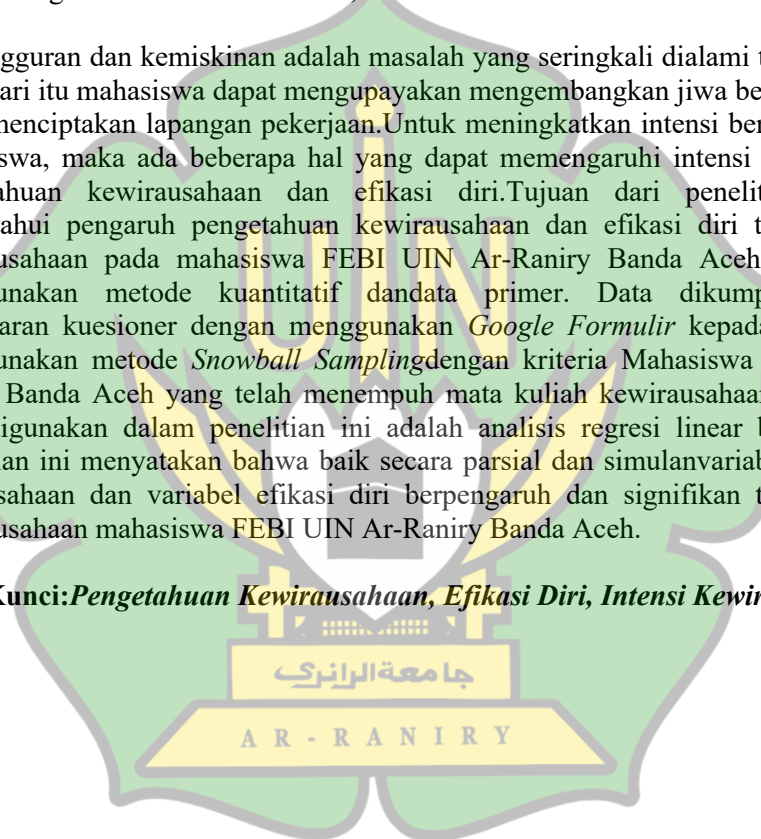 ngguran dan kemiskinan adalah masalah yang seringkali dialami t
ari itu mahasiswa dapat mengupayakan mengembangkan jiwa be
menciptakan lapangan pekerjaan.Untuk meningkatkan intensi ber
swa, maka ada beberapa hal yang dapat memengaruhi intensi
ahuan kewirausahaan dan efikasi diri.Tujuan dari penelit
ahui pengaruh pengetahuan kewirausahaan dan efikasi diri t
usahaan pada mahasiswa FEBI UIN Ar-Raniry Banda Aceh
unakan metode kuantitatif dandata primer. Data dikump
aran kuesioner dengan menggunakan Google Formulir kepada
unakan metode Snowball Samplingdengan kriteria Mahasiswa
Banda Aceh yang telah menempuh mata kuliah kewirausahaan
igunakan dalam penelitian ini adalah analisis regresi linear b
an ini menyatakan bahwa baik secara parsial dan simulanvariab
sahaan dan variabel efikasi diri berpengaruh dan signifikan t
usahaan mahasiswa FEBI UIN Ar-Raniry Banda Aceh.
Kunci:Pengetahuan Kewirausahaan, Efikasi Diri, Intensi Kewir
UIN
جامعةالرانري
AR-RANIRY